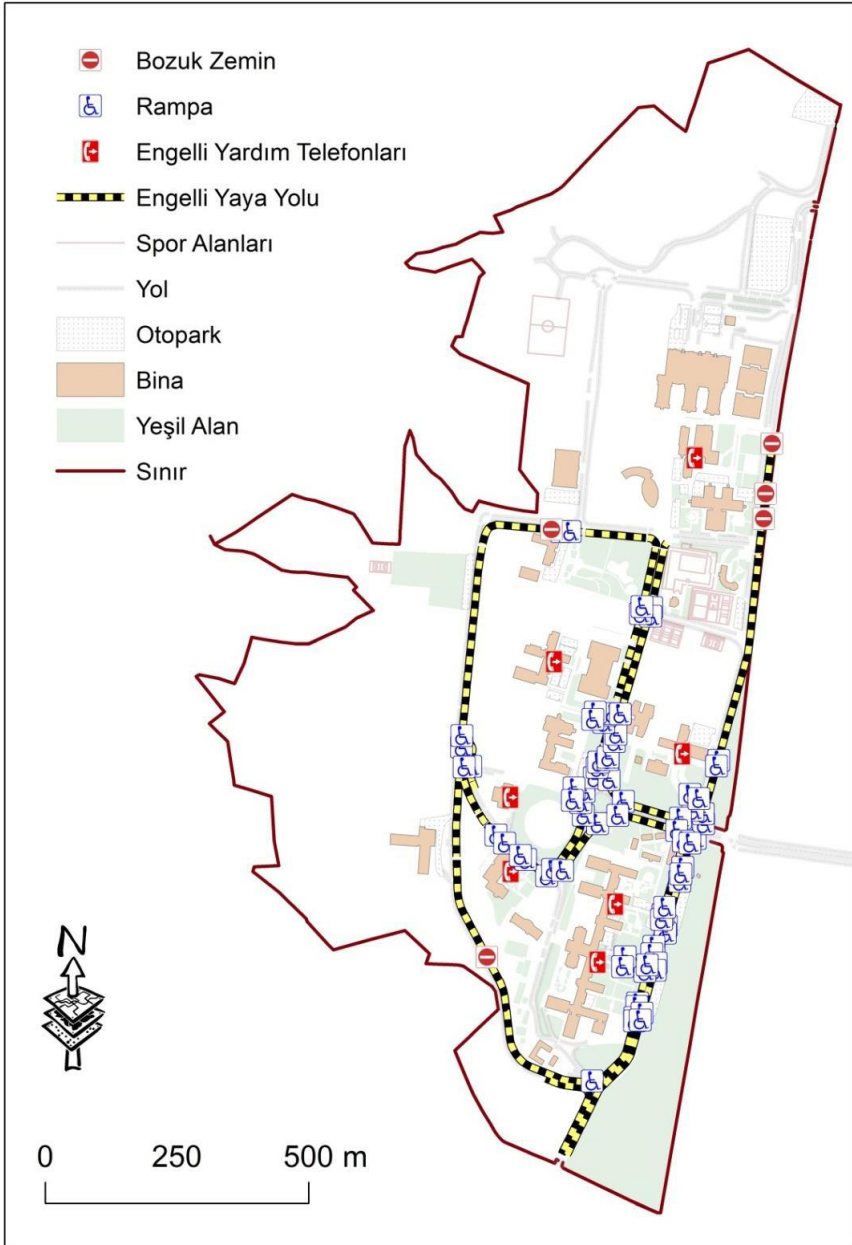 Bozuk Zemin
Rampa
Engelli Yardım Telefonları
Engelli Yaya Yolu
Spor Alanları
Yol
Otopark
Bina
Yeşil Alan
Sınır
N
0 250 500 m